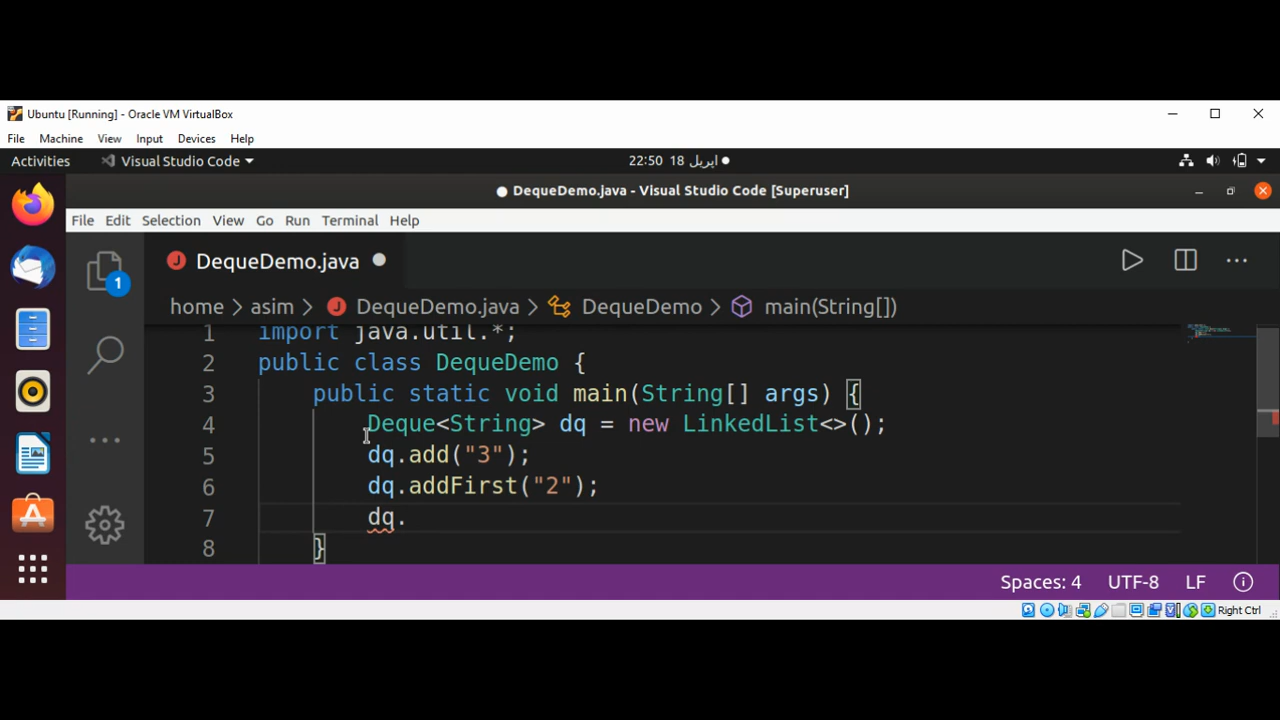 Ubuntu [Running] - Oracle VM VirtualBox
File Machine View Input Devices Help
Activities Visual Studio Code 22:50 18 اپریل
DequeDemo.java - Visual Studio Code [Superuser]
File Edit Selection View Go Run Terminal Help
1 J DequeDemo.java
home > asim > J DequeDemo.java > DequeDemo > main(String[])
1 import java.util.*;
2 public class DequeDemo {
3 public static void main(String[] args) {
4 Deque<String> dq = new LinkedList<>();
5 dq.add("3");
6 dq.addFirst("2");
7 dq.
8 }
Spaces: 4 UTF-8 LF
Right Ctrl